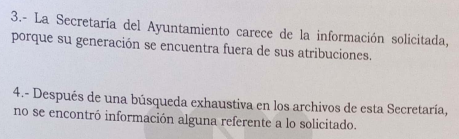 3.- La Secretaría del Ayuntamiento carece de la información solicitada,
porque su generación se encuentra fuera de sus atribuciones.
4.- Después de una búsqueda exhaustiva en los archivos de esta Secretaría,
no se encontró información alguna referente a lo solicitado.